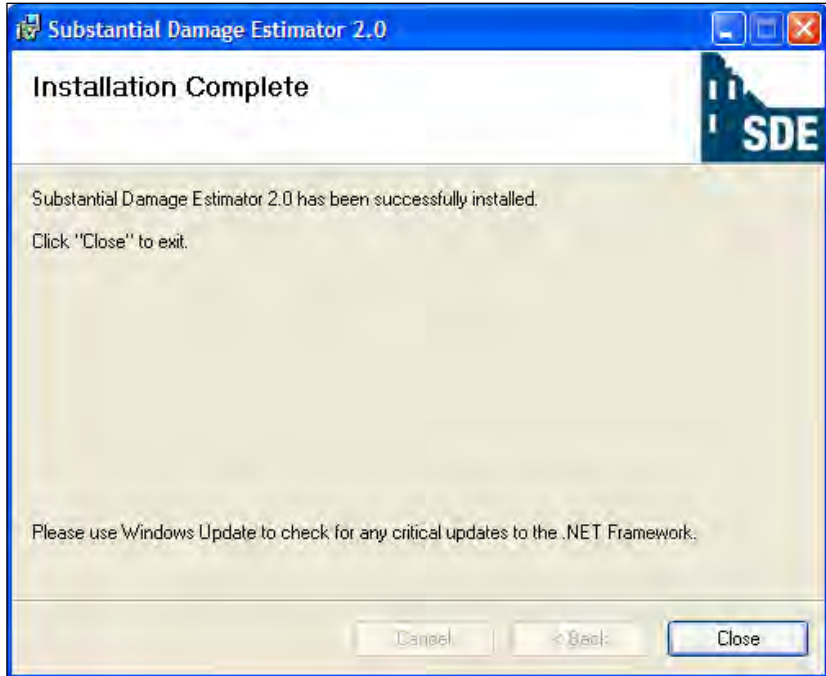 Substantial Damage Estimator 2.0
Installation Complete
SDE
Substantial Damage Estimator 2.0 has been successfully installed.
Click "Close" to exit.
Please use Windows Update to check for any critical updates to the .NET Framework.
Cancel < Back Close